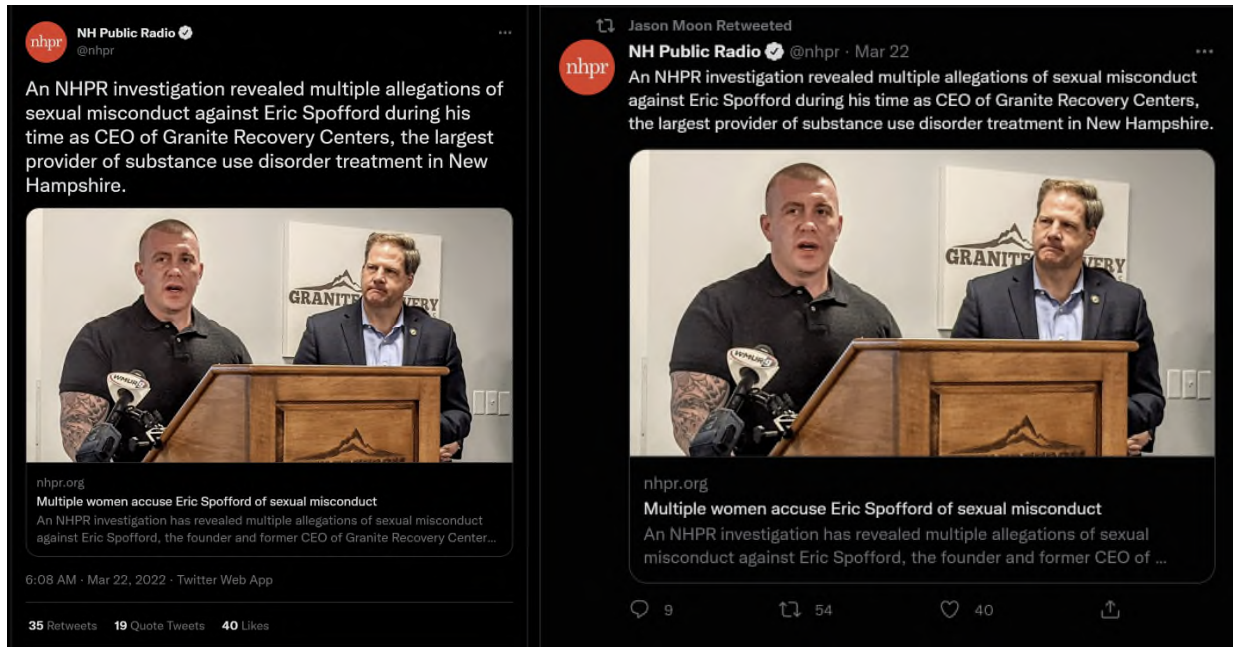 nhpr
NH Public Radio
@nhpr
An NHPR investigation revealed multiple allegations of
sexual misconduct against Eric Spofford during his
time as CEO of Granite Recovery Centers, the largest
provider of substance use disorder treatment in New
Hampshire.
WMUR
nhpr.org
Multiple women accuse Eric Spofford of sexual misconduct
An NHPR investigation has revealed multiple allegations of sexual misconduct
against Eric Spofford, the founder and former CEO of Granite Recovery Center...
6:08 AM · Mar 22, 2022 · Twitter Web App
35 Retweets 19 Quote Tweets 40 Likes
Jason Moon Retweeted
nhpr
NH Public Radio @nhpr · Mar 22
An NHPR investigation revealed multiple allegations of sexual misconduct
against Eric Spofford during his time as CEO of Granite Recovery Centers,
the largest provider of substance use disorder treatment in New Hampshire.
WMUR
nhpr.org
Multiple women accuse Eric Spofford of sexual misconduct
An NHPR investigation has revealed multiple allegations of sexual
misconduct against Eric Spofford, the founder and former CEO of ...
9 54 40